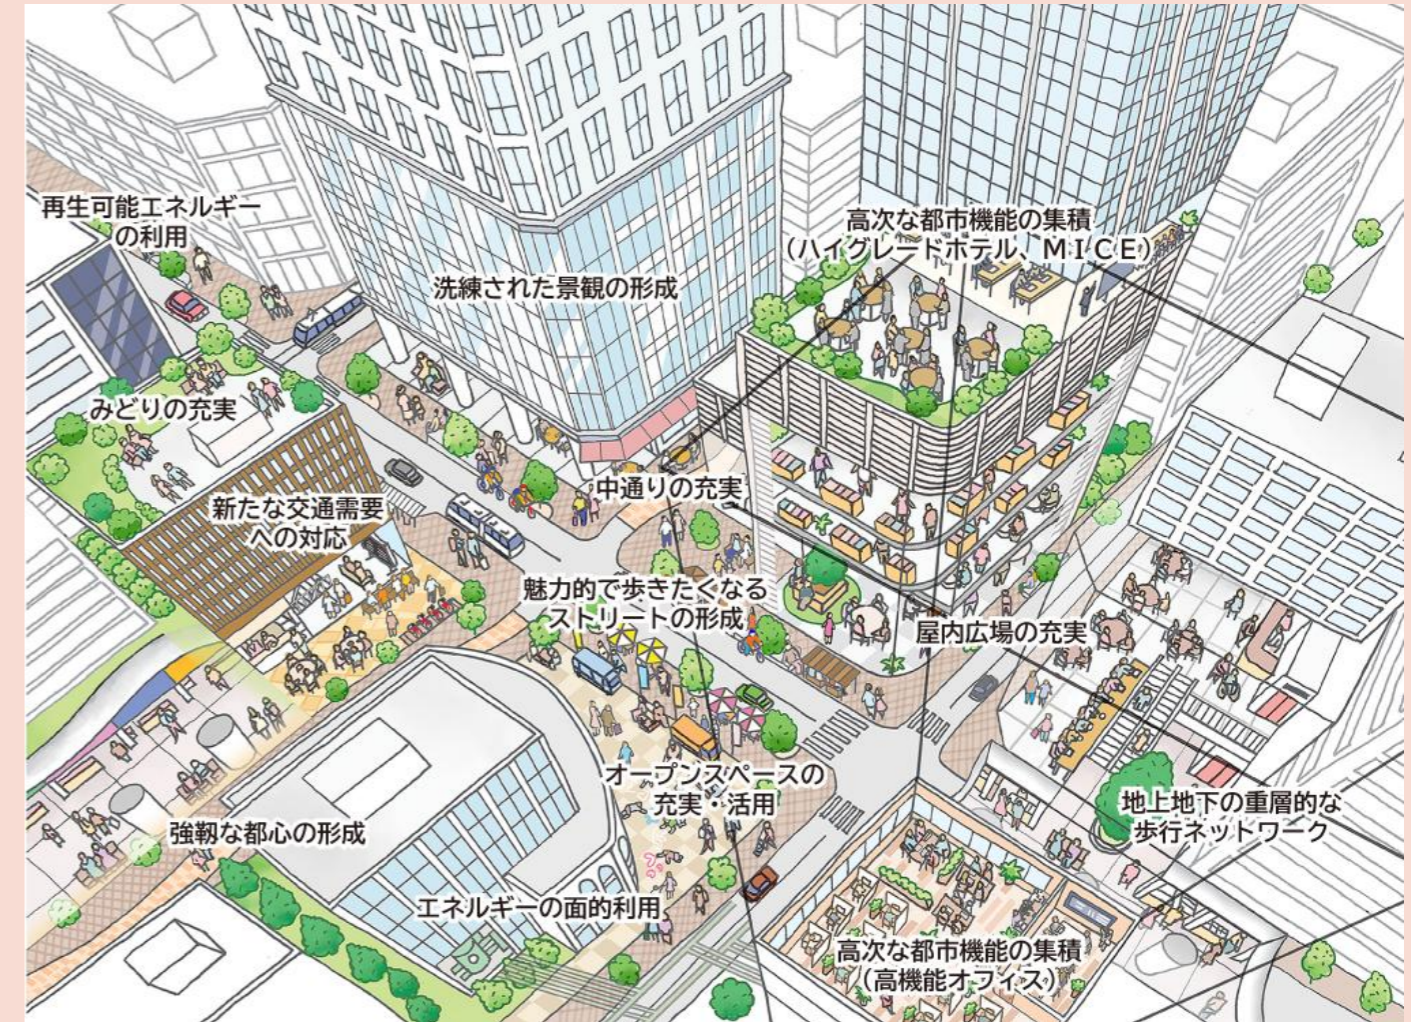 再生可能エネルギー
の利用
高次な都市機能の集積
（ハイグレードホテル、ＭＩＣＥ）
洗練された景観の形成
みどりの充実
中通りの充実
新たな交通需要
への対応
魅力的で歩きたくなる
ストリートの形成
屋内広場の充実
オープンスペースの
充実・活用
地上地下の重層的な
歩行ネットワーク
強靱な都心の形成
エネルギーの面的利用
高次な都市機能の集積
（高機能オフィス）